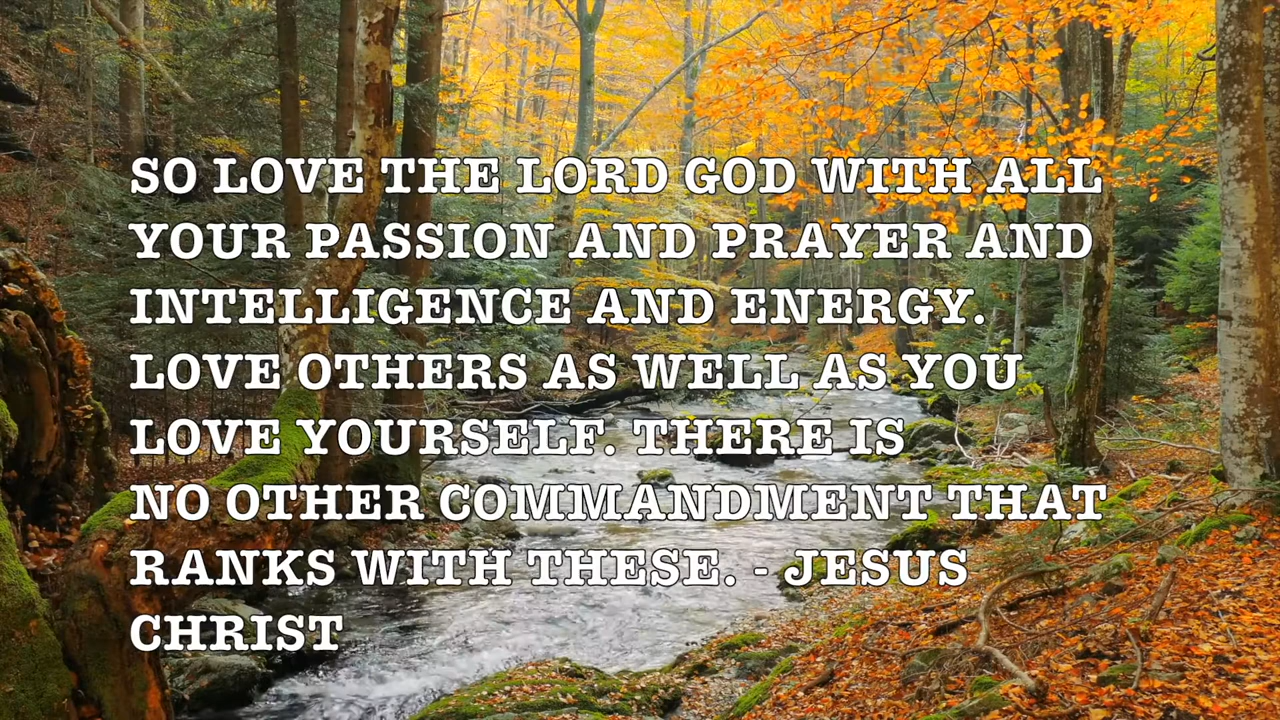 SO LOVE THE LORD GOD WITH ALL
YOUR PASSION AND PRAYER AND
INTELLIGENCE AND ENERGY.
LOVE OTHERS AS WELL AS YOU
LOVE YOURSELF. THERE IS
NO OTHER COMMANDMENT THAT
RANKS WITH THESE. - JESUS
CHRIST